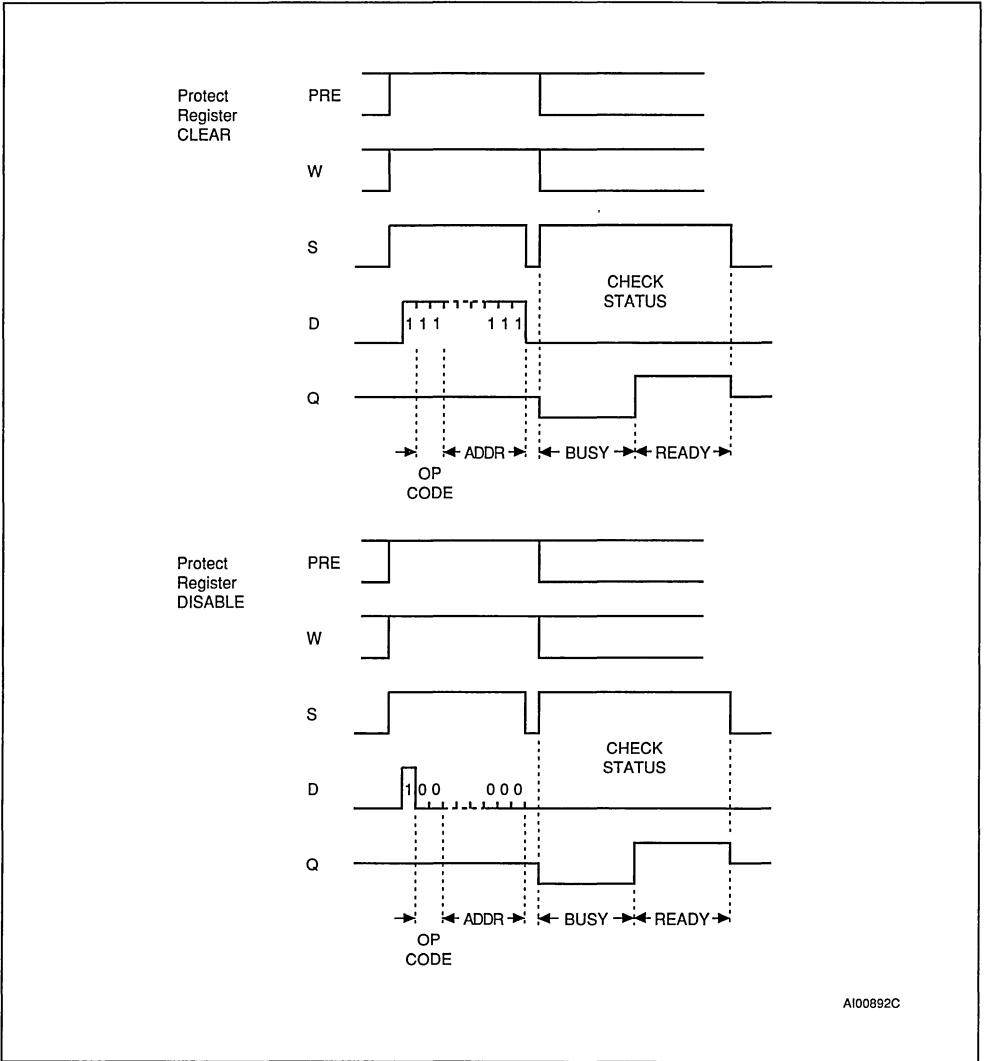 Protect
Register
CLEAR
PRE
W
S
CHECK
STATUS
D
1 1 1 1 1 1
Q
ADDR BUSY READY
OP
CODE
Protect
Register
DISABLE
PRE
W
S
CHECK
STATUS
D
1 0 0 0 0 0
Q
ADDR BUSY READY
OP
CODE
AI00892C